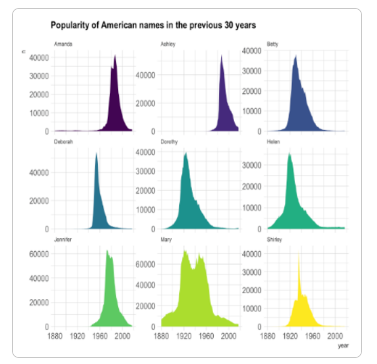 Popularity of American names in the previous 30 years
n
Amanda
Ashley
Betty
40000
30000
20000
10000
0
40000
20000
0
40000
30000
20000
10000
0
Deborah
Dorothy
Helen
40000
20000
0
40000
30000
20000
10000
0
30000
20000
10000
0
Jennifer
Mary
Shirley
60000
40000
20000
0
60000
40000
20000
0
40000
30000
20000
10000
0
1880 1920 1960 2000
1880 1920 1960 2000
1880 1920 1960 2000
year